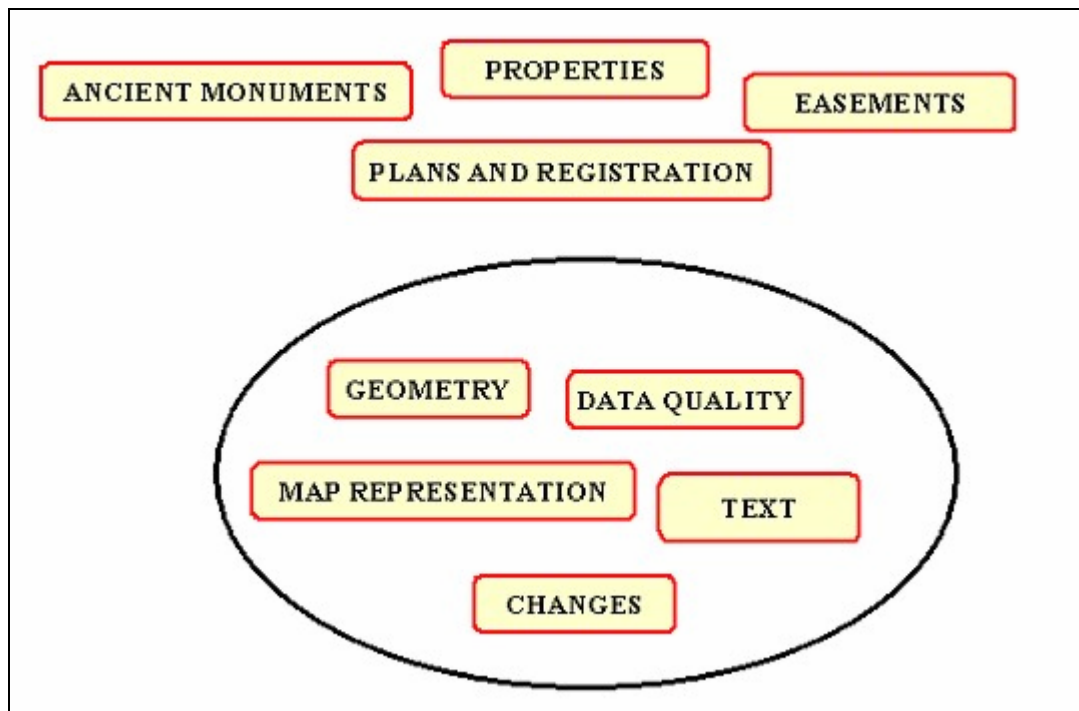 ANCIENT MONUMENTS
PROPERTIES
EASEMENTS
PLANS AND REGISTRATION
GEOMETRY
DATA QUALITY
MAP REPRESENTATION
TEXT
CHANGES